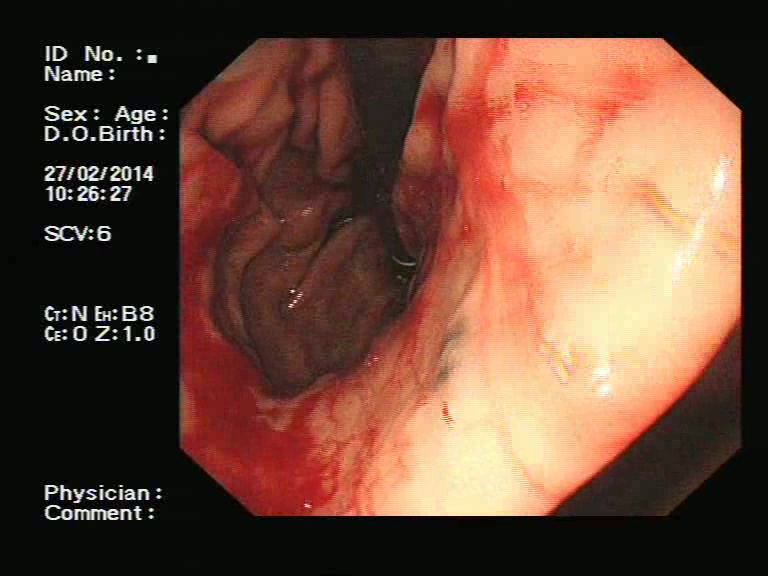 ID No. :
Name:
Sex: Age:
D.O.Birth:
27/02/2014
10:26:27
SCV:6
CT:N EH:B8
CE:0 Z:1.0
Physician:
Comment: